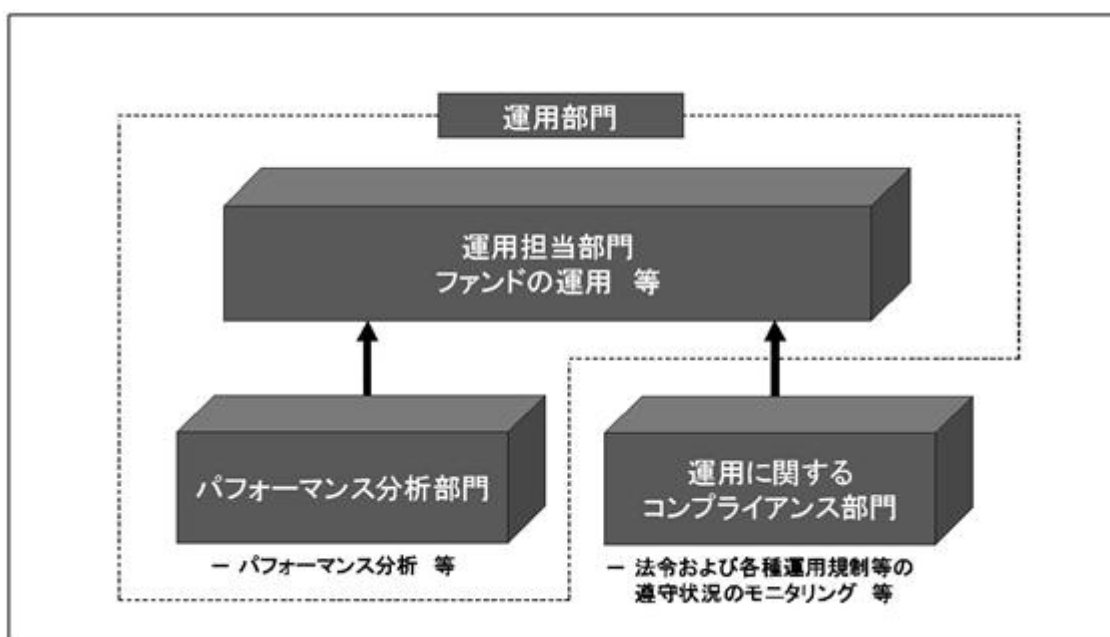 運用部門
運用担当部門
ファンドの運用 等
パフォーマンス分析部門
－ パフォーマンス分析 等
運用に関する
コンプライアンス部門
－ 法令および各種運用規制等の
遵守状況のモニタリング 等